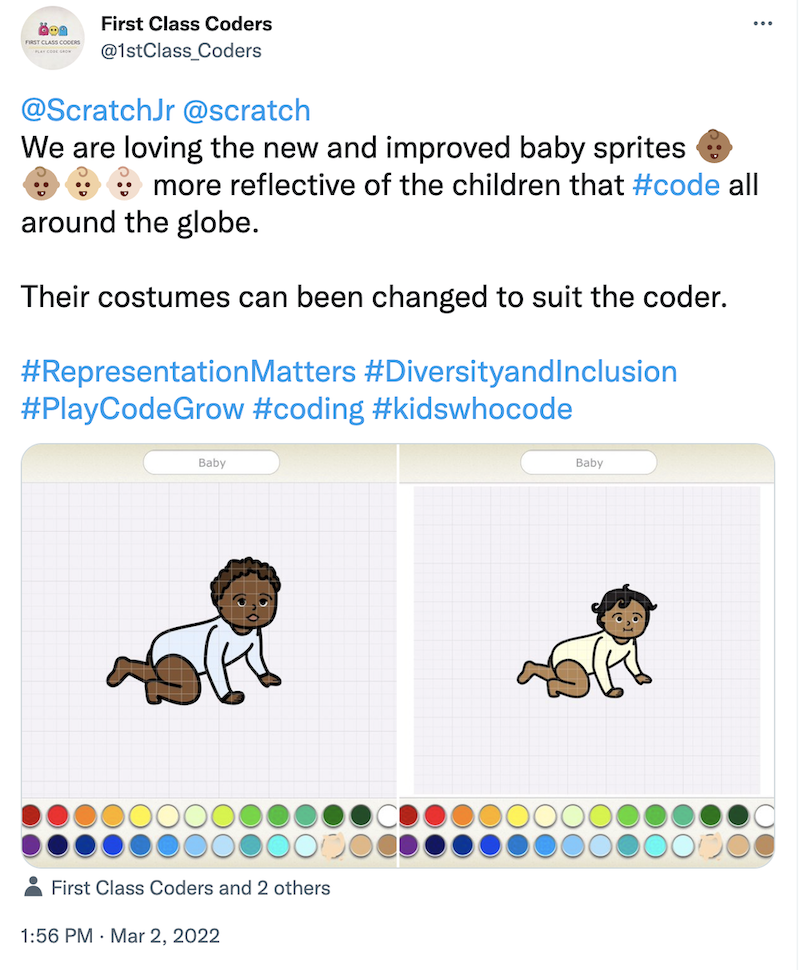 FIRST CLASS CODERS
PLAY CODE GROW
First Class Coders
@1stClass_Coders
@ScratchJr @scratch
We are loving the new and improved baby sprites 👶🏾
👶🏽👶🏼👶🏻 more reflective of the children that #code all
around the globe.
Their costumes can been changed to suit the coder.
#RepresentationMatters #DiversityandInclusion
#PlayCodeGrow #coding #kidswhocode
Baby
Baby
First Class Coders and 2 others
1:56 PM · Mar 2, 2022